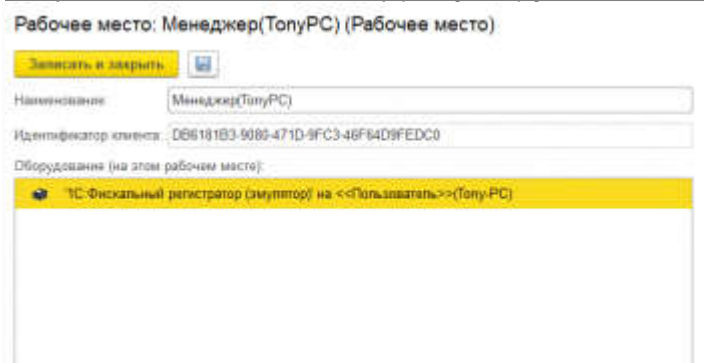 Рабочее место: Менеджер(TonyPC) (Рабочее место)
Записать и закрыть
Наименование: Менеджер(TonyPC)
Идентификатор клиента: DB6181B3-9080-471D-9FC3-46F64D9FEDC0
Оборудование (на этом рабочем месте):
'1С:Фискальный регистратор (эмулятор)' на <<Пользователь>>(Tony-PC)